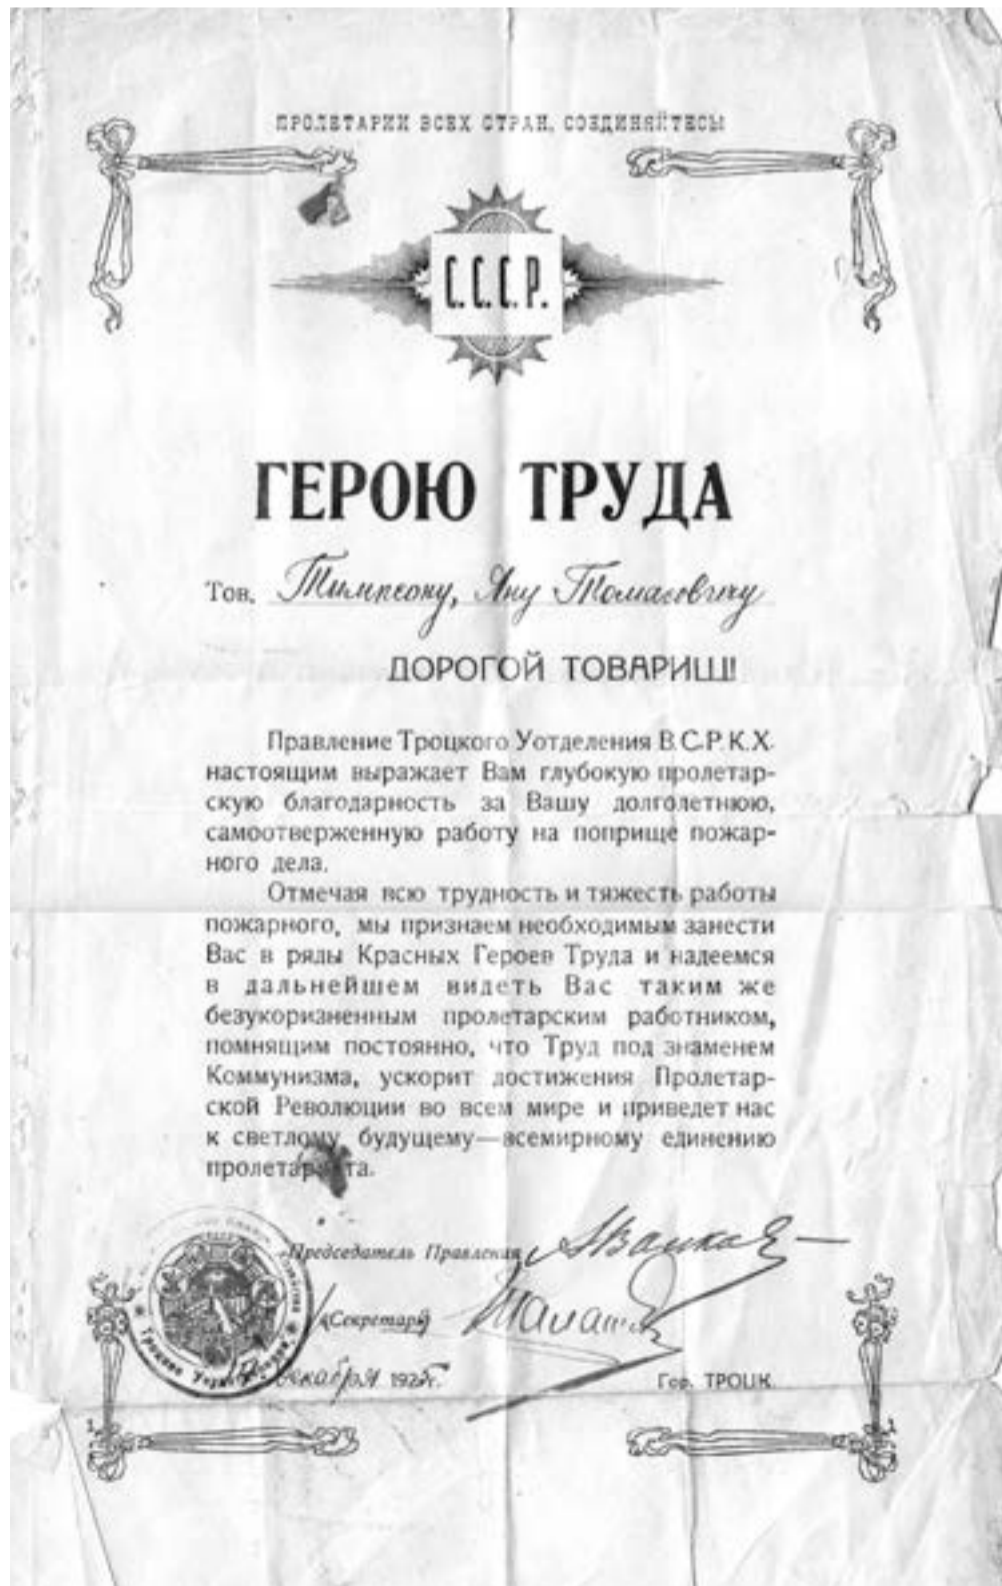 ПРОЛЕТАРИИ ВСЕХ СТРАН, СОЕДИНЯЙТЕСЬ!
С.С.С.Р.
ГЕРОЮ ТРУДА
Тов. Тимпсону, Яну Томасовичу
ДОРОГОЙ ТОВАРИЩ!
Правление Троцкого Уотделения В.С.Р.К.Х.
настоящим выражает Вам глубокую пролетар-
скую благодарность за Вашу долголетнюю,
самоотверженную работу на поприще пожар-
ного дела.
Отмечая всю трудность и тяжесть работы
пожарного, мы признаем необходимым занести
Вас в ряды Красных Героев Труда и надеемся
в дальнейшем видеть Вас таким же
безукоризненным пролетарским работником,
помнящим постоянно, что Труд под знаменем
Коммунизма, ускорит достижения Пролетар-
ской Революции во всем мире и приведет нас
к светлому будущему—всемирному единению
пролетариата.
Председатель Правления
(Секретарь)
декабря 1925г.
Гор. ТРОЦК.